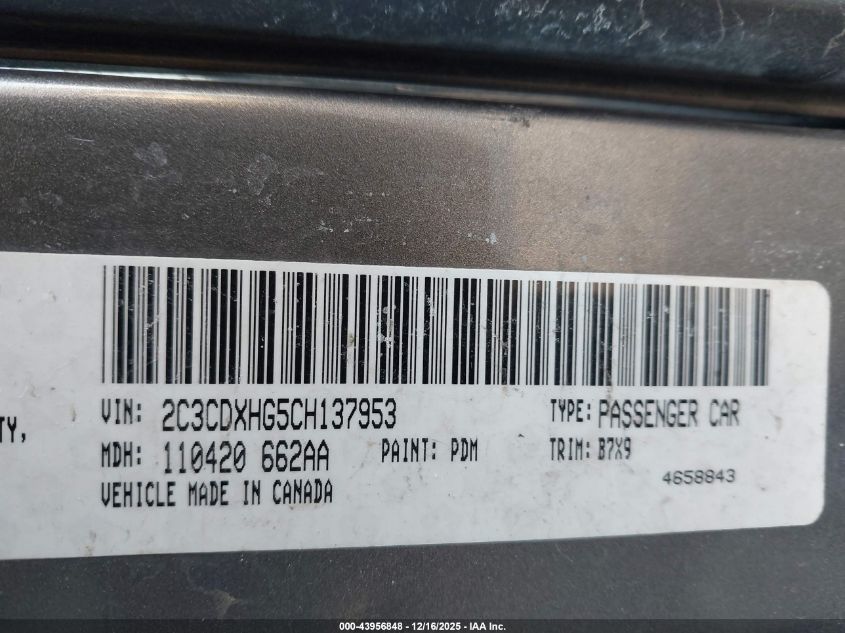 TY,
VIN: 2C3CDXHG5CH137953 TYPE: PASSENGER CAR
MDH: 110420 662AA PAINT: PDM TRIM: B7X9
4658843
VEHICLE MADE IN CANADA
000-43956848 - 12/16/2025 - IAA Inc.